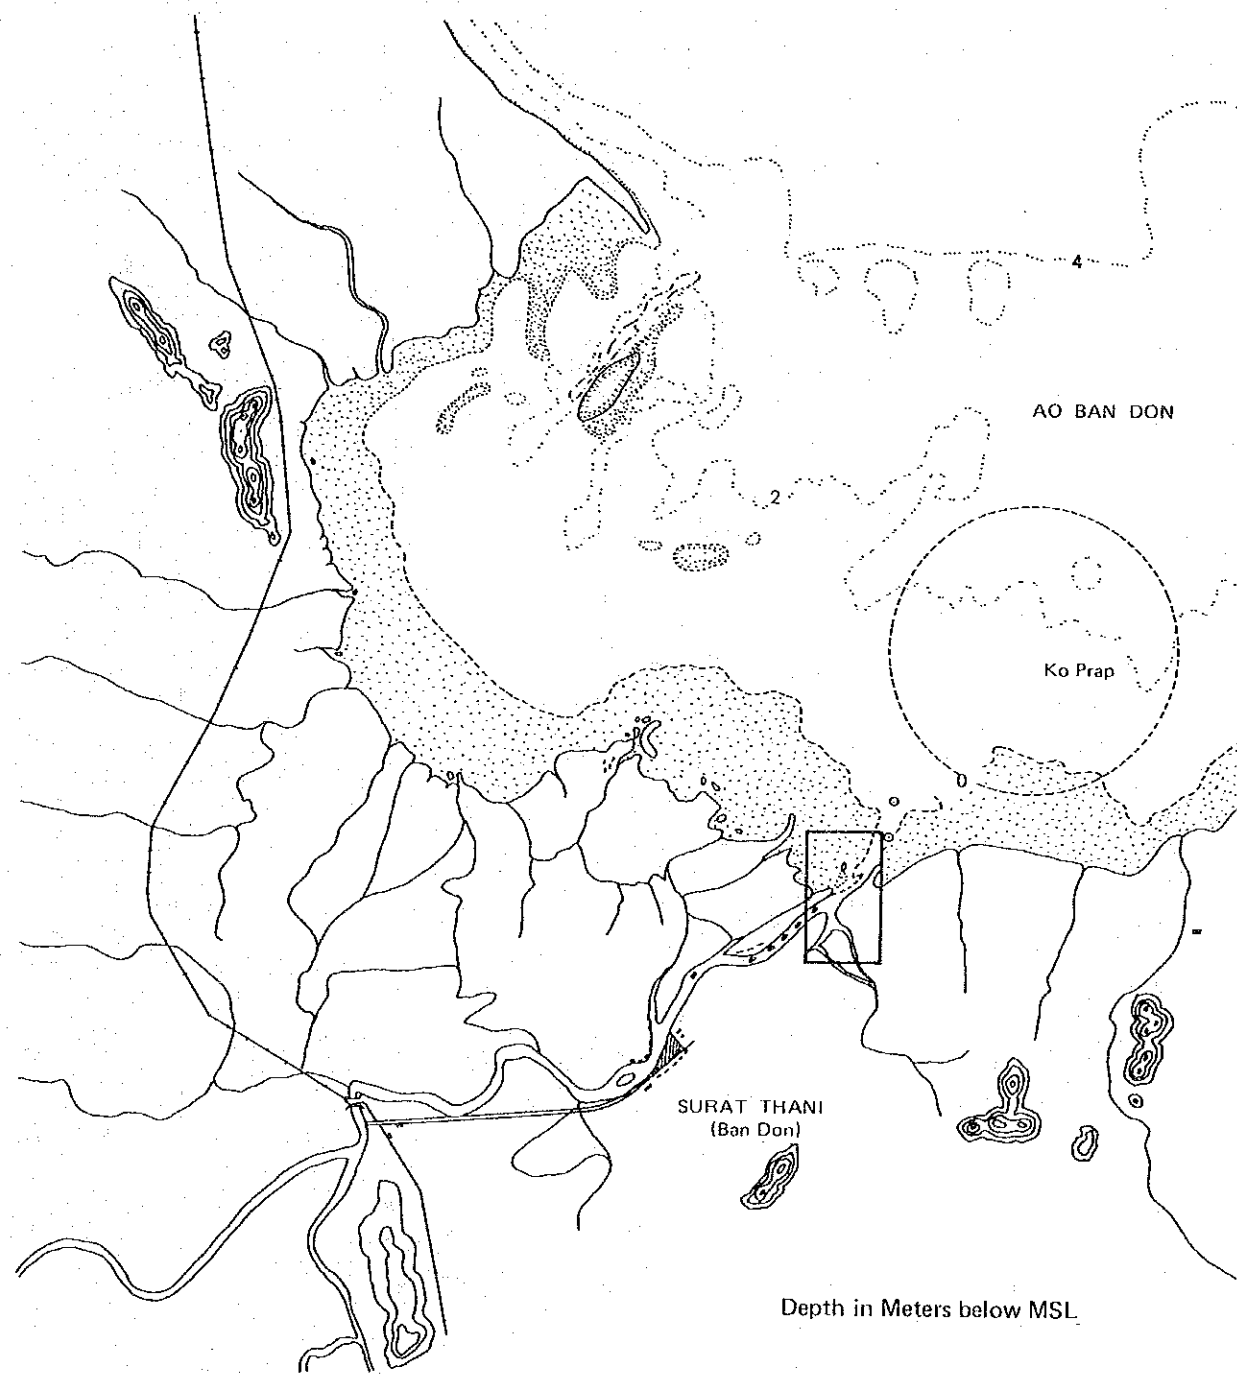 4
AO BAN DON
2
Ko Prap
0
SURAT THANI
(Ban Don)
Depth in Meters below MSL